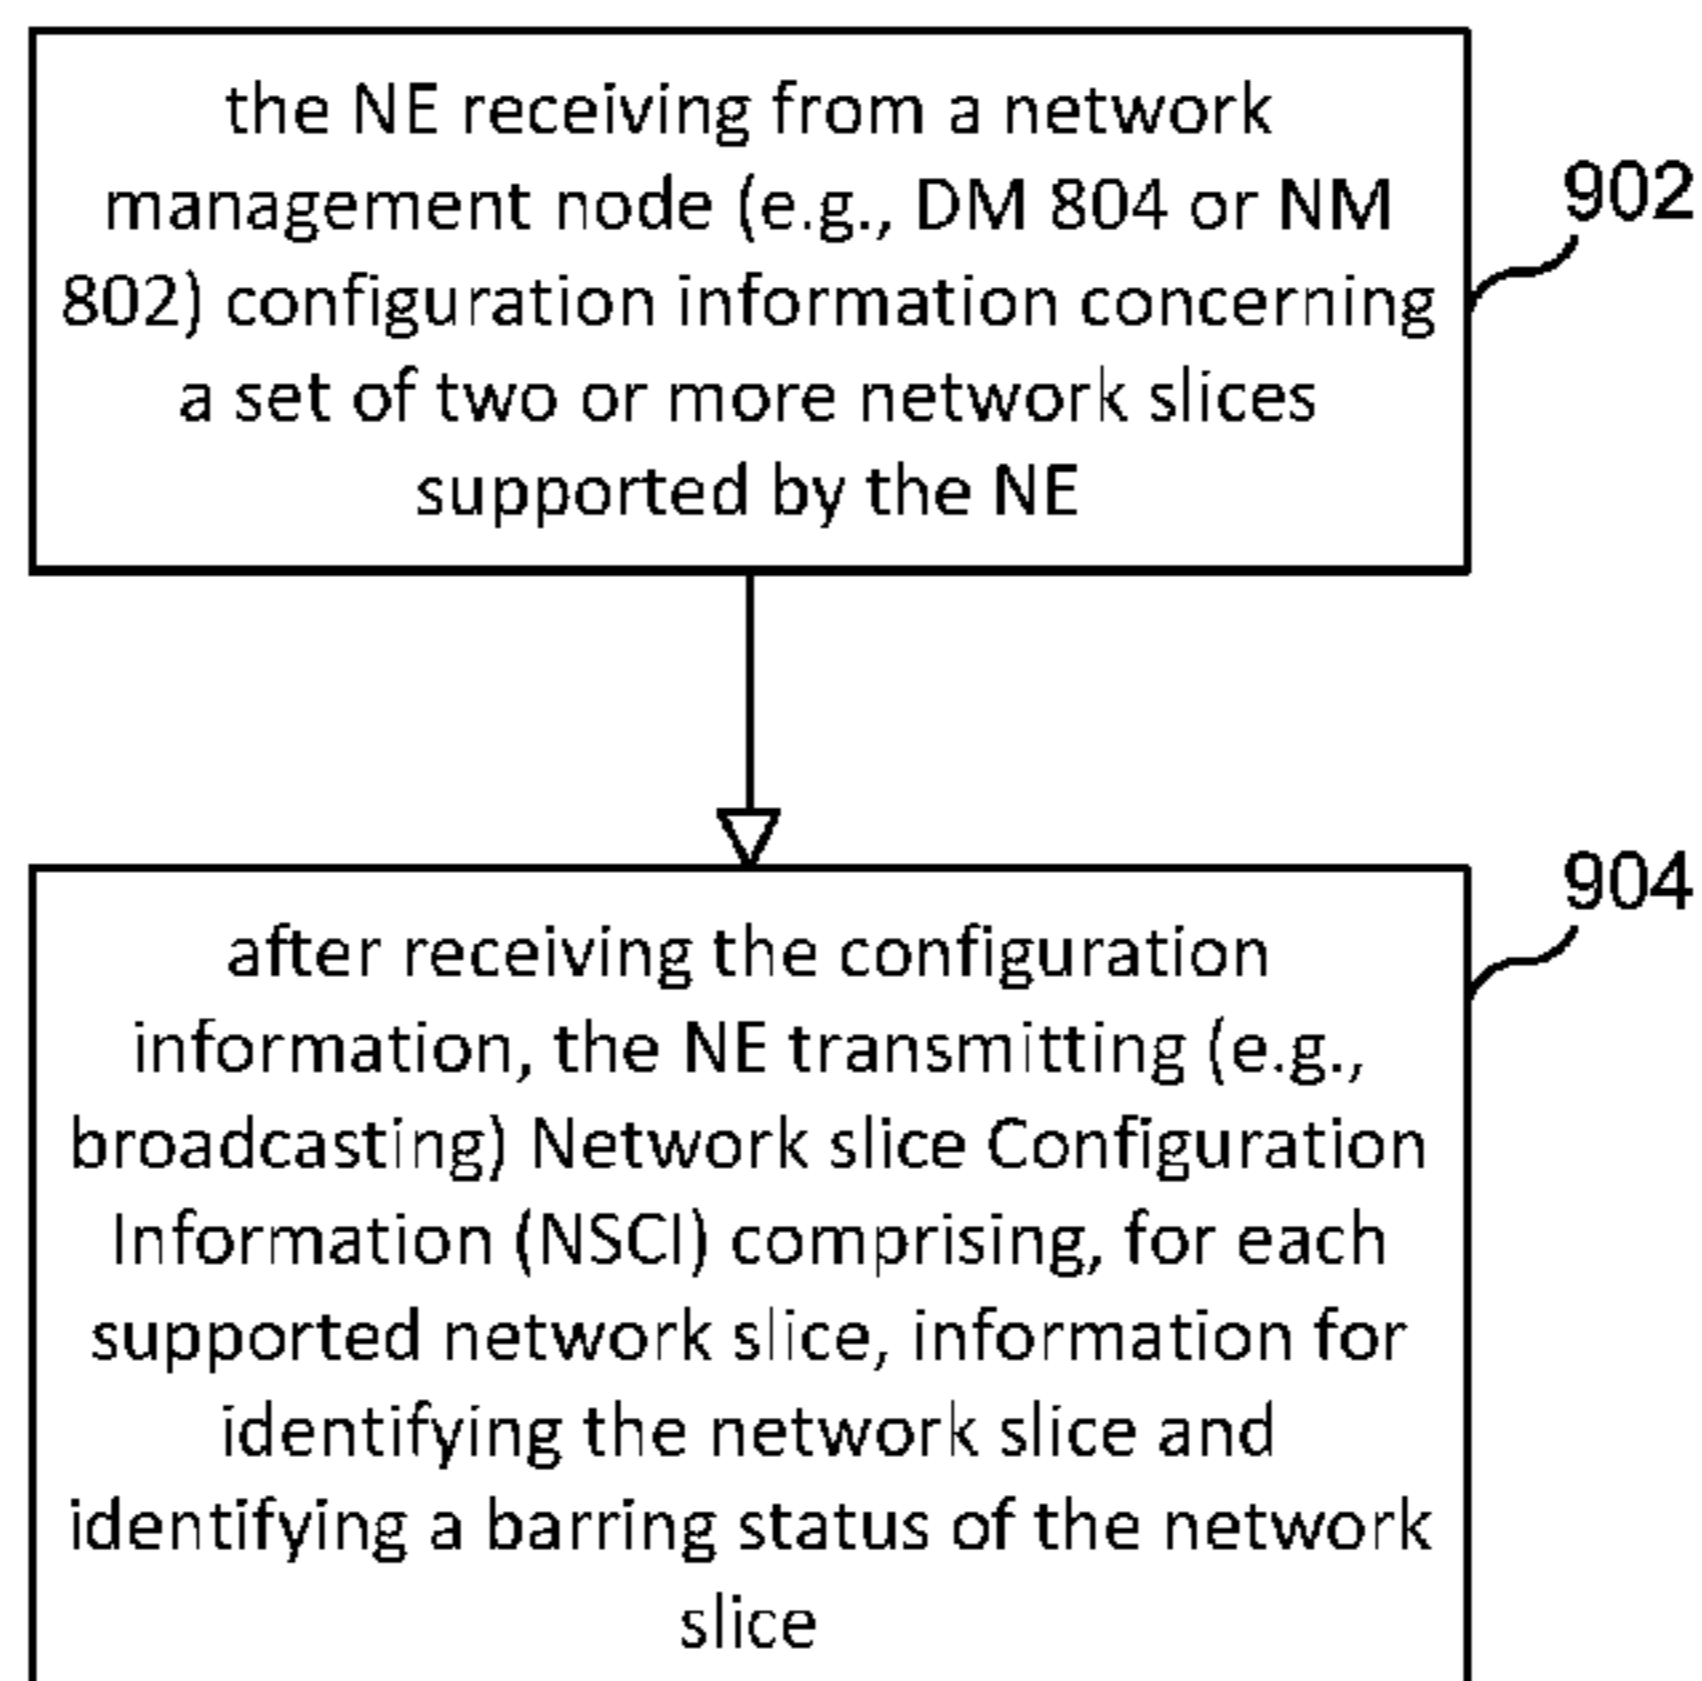 the NE receiving from a network
management node (e.g., DM 804 or NM
802) configuration information concerning
a set of two or more network slices
supported by the NE
902
after receiving the configuration
information, the NE transmitting (e.g.,
broadcasting) Network slice Configuration
Information (NSCI) comprising, for each
supported network slice, information for
identifying the network slice and
identifying a barring status of the network
slice
904